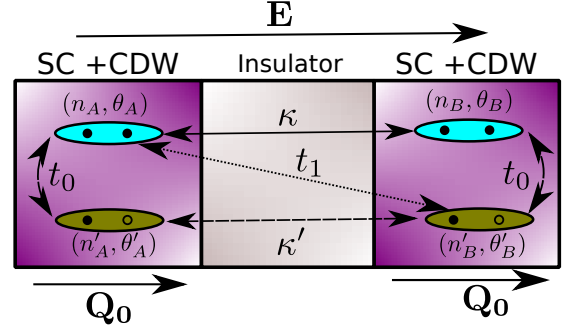 E
SC +CDW
Insulator
SC +CDW
(n_A, θ_A)
κ
(n_B, θ_B)
t_0
t_1
t_0
(n'_A, θ'_A)
κ'
(n'_B, θ'_B)
Q_0
Q_0